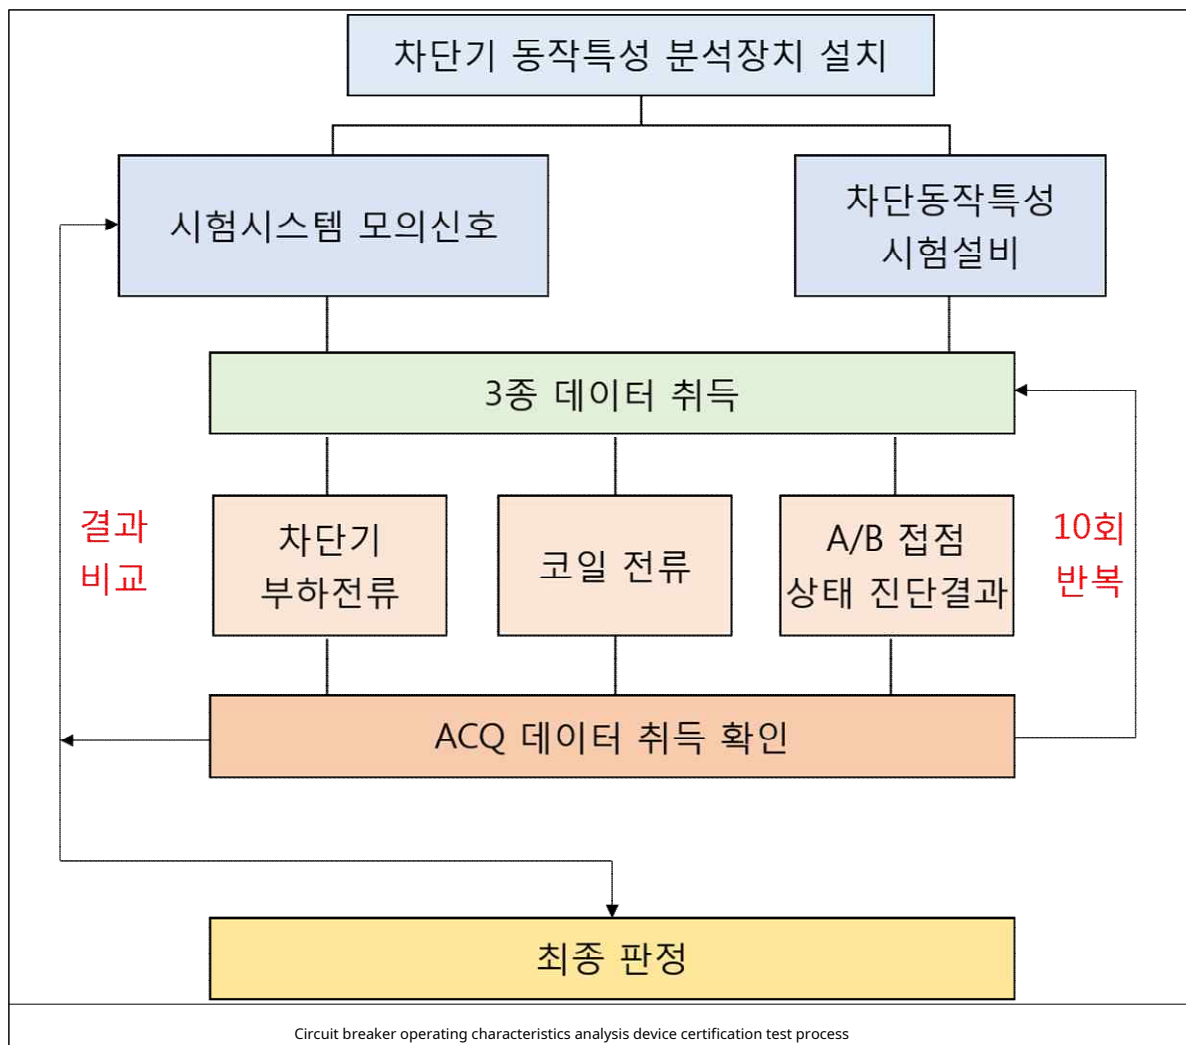 차단기 동작특성 분석장치 설치
시험시스템 모의신호
차단동작특성
시험설비
3종 데이터 취득
결과
비교
차단기
부하전류
코일 전류
A/B 접점
상태 진단결과
10회
반복
ACQ 데이터 취득 확인
최종 판정
Circuit breaker operating characteristics analysis device certification test process